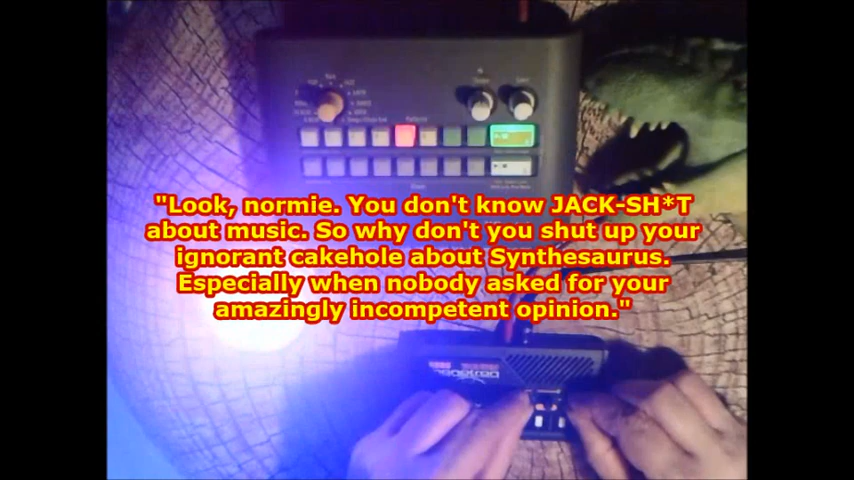 "Look, normie. You don't know JACK-SH*T
about music. So why don't you shut up your
ignorant cakehole about Synthesaurus.
Especially when nobody asked for your
amazingly incompetent opinion."